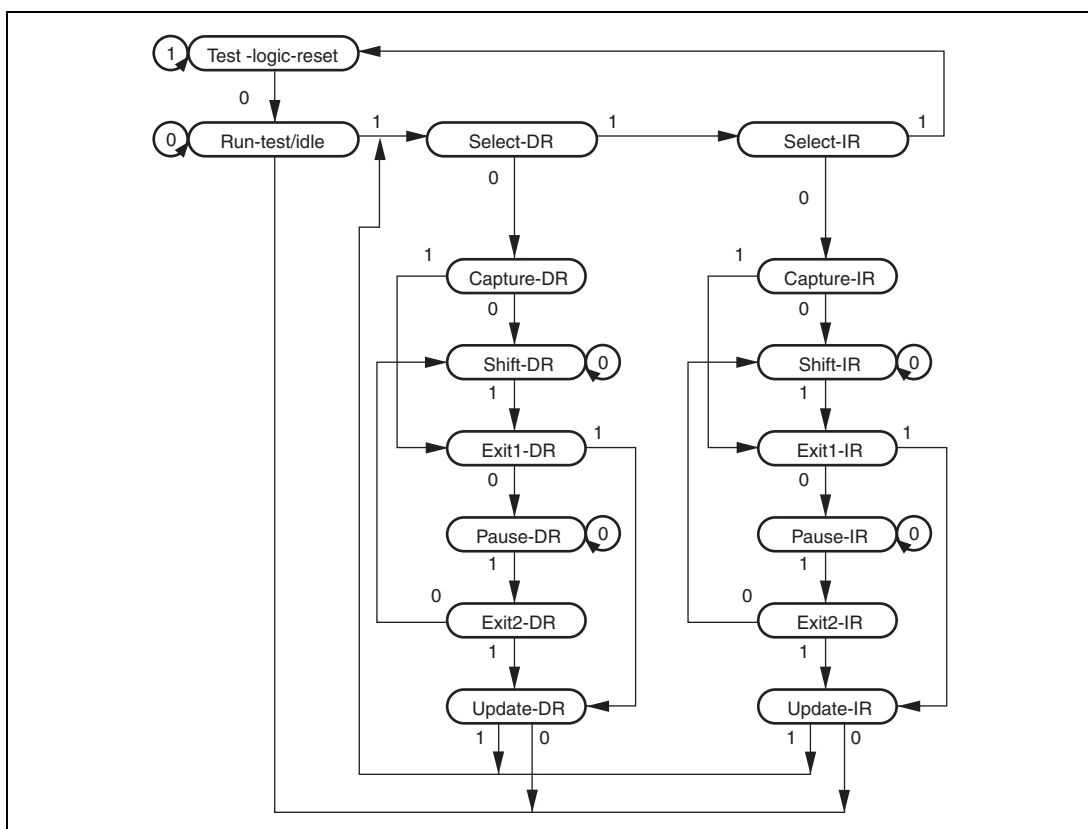 1 Test -logic-reset
0
0 Run-test/idle 1 Select-DR 1 Select-IR 1
0 0
1 Capture-DR 1 Capture-IR
0 0
Shift-DR 0 Shift-IR 0
1 1
Exit1-DR 1 Exit1-IR 1
0 0
Pause-DR 0 Pause-IR 0
1 1
0 Exit2-DR 0 Exit2-IR
1 1
Update-DR Update-IR
1 0 1 0